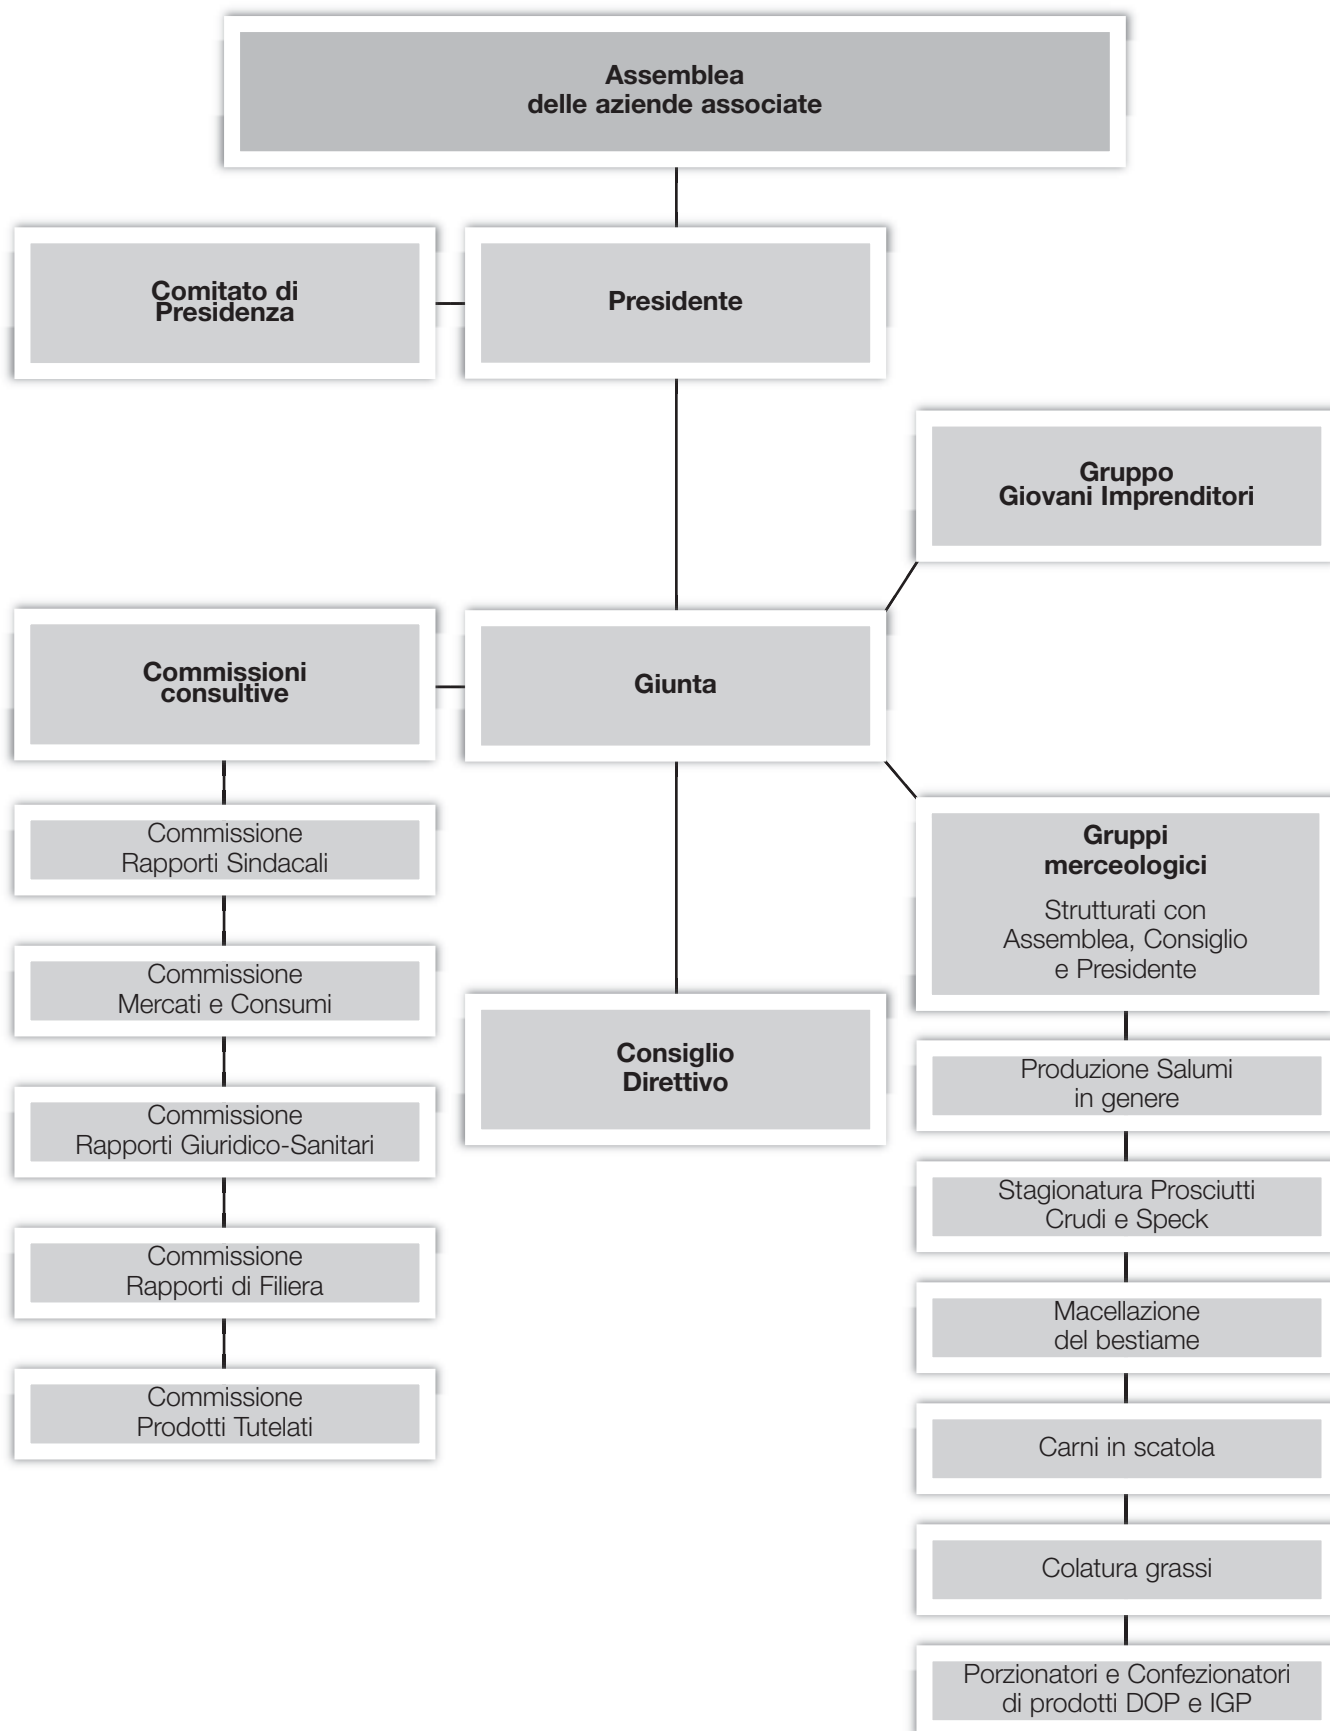 Assemblea
delle aziende associate
Comitato di
Presidenza
Presidente
Gruppo
Giovani Imprenditori
Commissioni
consultive
Giunta
Commissione
Rapporti Sindacali
Commissione
Mercati e Consumi
Commissione
Rapporti Giuridico-Sanitari
Commissione
Rapporti di Filiera
Commissione
Prodotti Tutelati
Consiglio
Direttivo
Gruppi
merceologici
Strutturati con
Assemblea, Consiglio
e Presidente
Produzione Salumi
in genere
Stagionatura Prosciutti
Crudi e Speck
Macellazione
del bestiame
Carni in scatola
Colatura grassi
Porzionatori e Confezionatori
di prodotti DOP e IGP